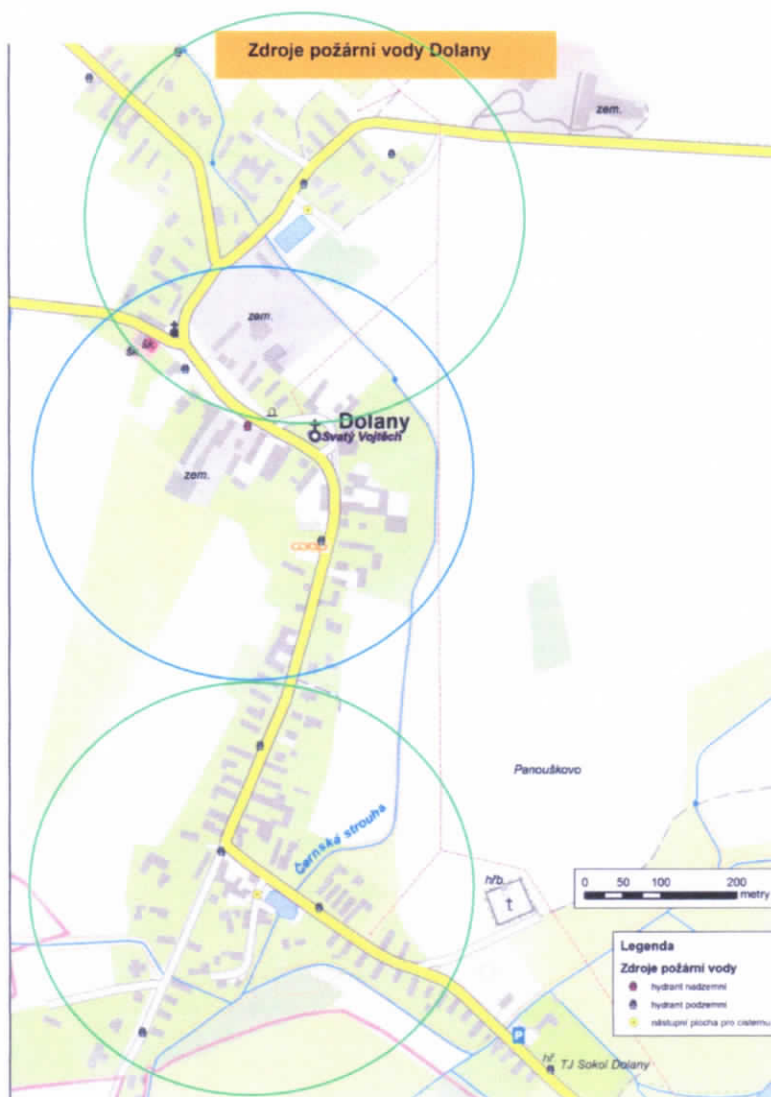 Zdroje požární vody Dolany
zem.
zem.
Dolany
Svatý Vojtěch
zem.
Panouškovo
Černská strouha
hřb.
0 50 100 200
metry
Legenda
Zdroje požární vody
hydrant nadzemní
hydrant podzemní
nástupní plocha pro cisternu
P
hř.
TJ Sokol Dolany